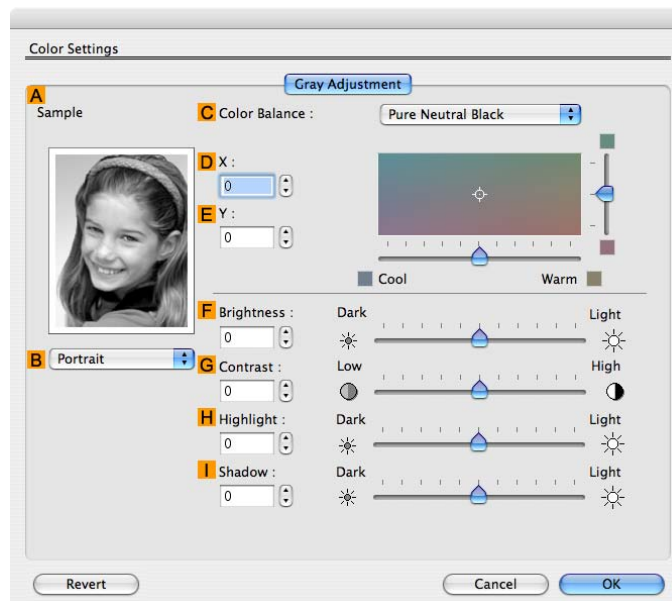 Color Settings
Gray Adjustment
A
Sample
C Color Balance : Pure Neutral Black
D X :
0
E Y :
0
Cool Warm
F Brightness : Dark Light
0
B Portrait
G Contrast : Low High
0
H Highlight : Dark Light
0
I Shadow : Dark Light
0
Revert Cancel OK